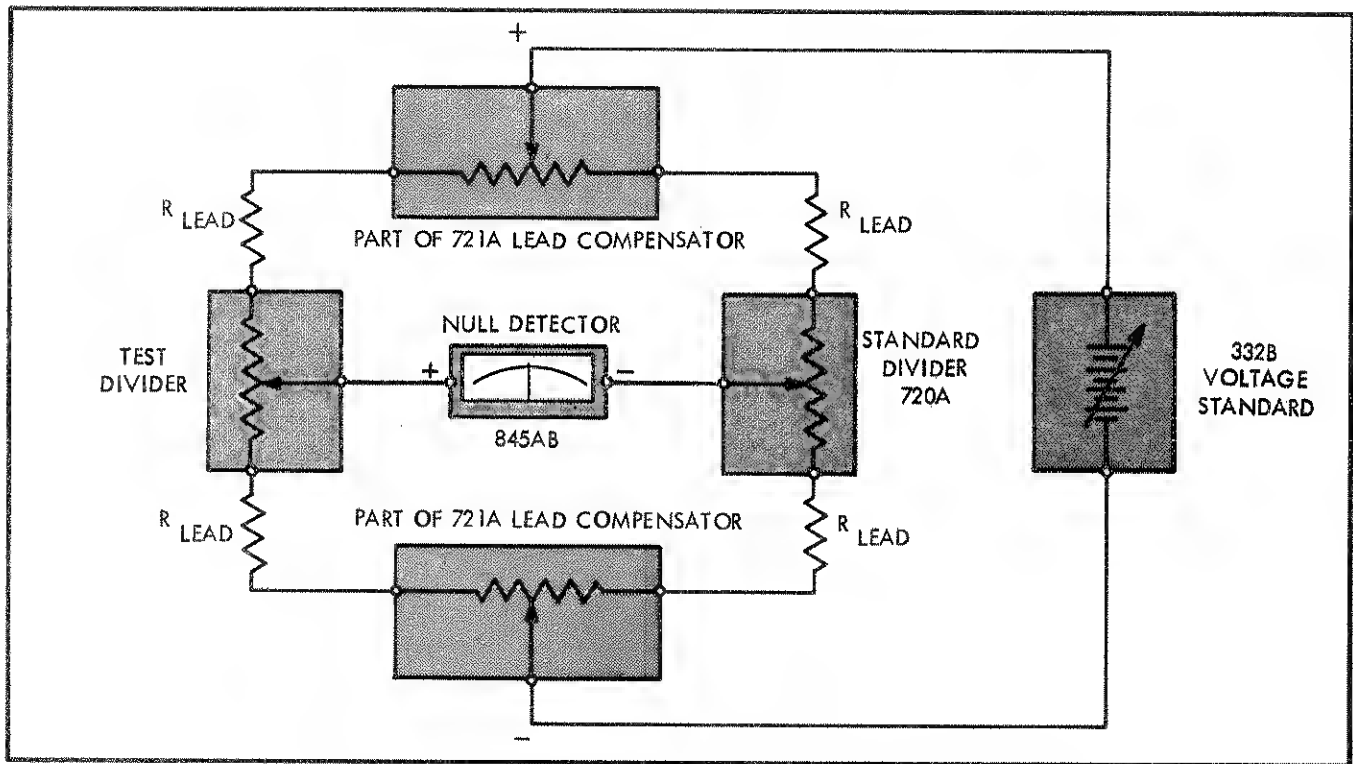 +
R LEAD
PART OF 721A LEAD COMPENSATOR
R LEAD
TEST
DIVIDER
NULL DETECTOR
+
−
845AB
STANDARD
DIVIDER
720A
332B
VOLTAGE
STANDARD
R LEAD
PART OF 721A LEAD COMPENSATOR
R LEAD
−